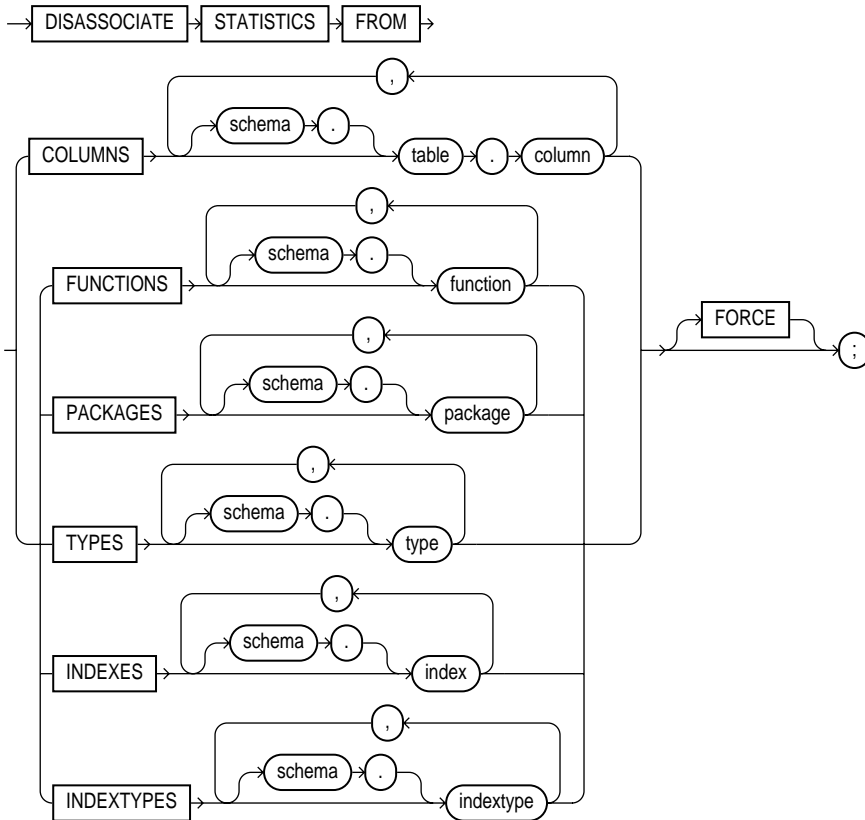 DISASSOCIATE STATISTICS FROM
,
schema .
COLUMNS table . column
,
schema .
FUNCTIONS function
FORCE
;
,
schema .
PACKAGES package
,
schema .
TYPES type
,
schema .
INDEXES index
,
schema .
INDEXTYPES indextype